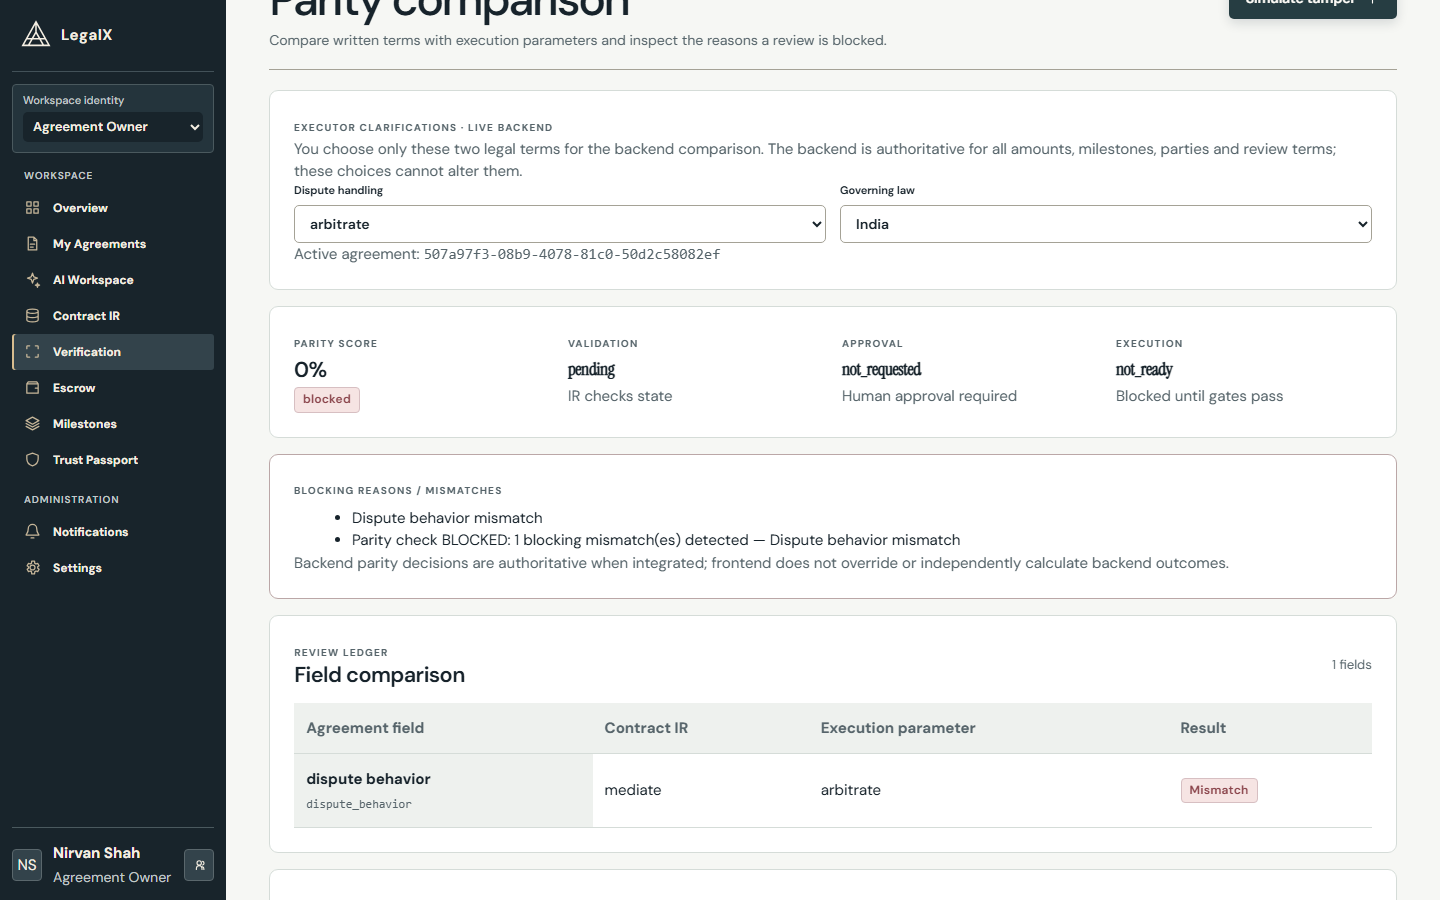 LegalX
Workspace identity
Agreement Owner
WORKSPACE
Overview
My Agreements
AI Workspace
Contract IR
Verification
Escrow
Milestones
Trust Passport
ADMINISTRATION
Notifications
Settings
NS
Nirvan Shah
Agreement Owner
Parity comparison
Simulate tamper
Compare written terms with execution parameters and inspect the reasons a review is blocked.
EXECUTOR CLARIFICATIONS · LIVE BACKEND
You choose only these two legal terms for the backend comparison. The backend is authoritative for all amounts, milestones, parties and review terms;
these choices cannot alter them.
Dispute handling
Governing law
arbitrate
India
Active agreement: 507a97f3-08b9-4078-81c0-50d2c58082ef
PARITY SCORE
VALIDATION
APPROVAL
EXECUTION
0%
pending
not_requested
not_ready
blocked
IR checks state
Human approval required
Blocked until gates pass
BLOCKING REASONS / MISMATCHES
• Dispute behavior mismatch
• Parity check BLOCKED: 1 blocking mismatch(es) detected — Dispute behavior mismatch
Backend parity decisions are authoritative when integrated; frontend does not override or independently calculate backend outcomes.
REVIEW LEDGER
Field comparison
1 fields
Agreement field
Contract IR
Execution parameter
Result
dispute behavior
dispute_behavior
mediate
arbitrate
Mismatch